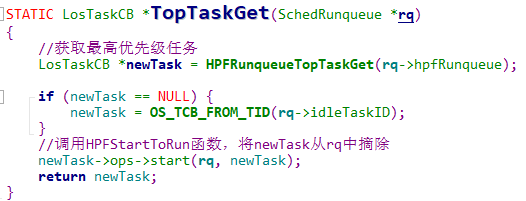 STATIC LosTaskCB *TopTaskGet(SchedRunqueue *rq)
{
    //获取最高优先级任务
    LosTaskCB *newTask = HPFRunqueueTopTaskGet(rq->hpfRunqueue);

    if (newTask == NULL) {
        newTask = OS_TCB_FROM_TID(rq->idleTaskID);
    }
    //调用HPFStartToRun函数，将newTask从rq中摘除
    newTask->ops->start(rq, newTask);
    return newTask;
}